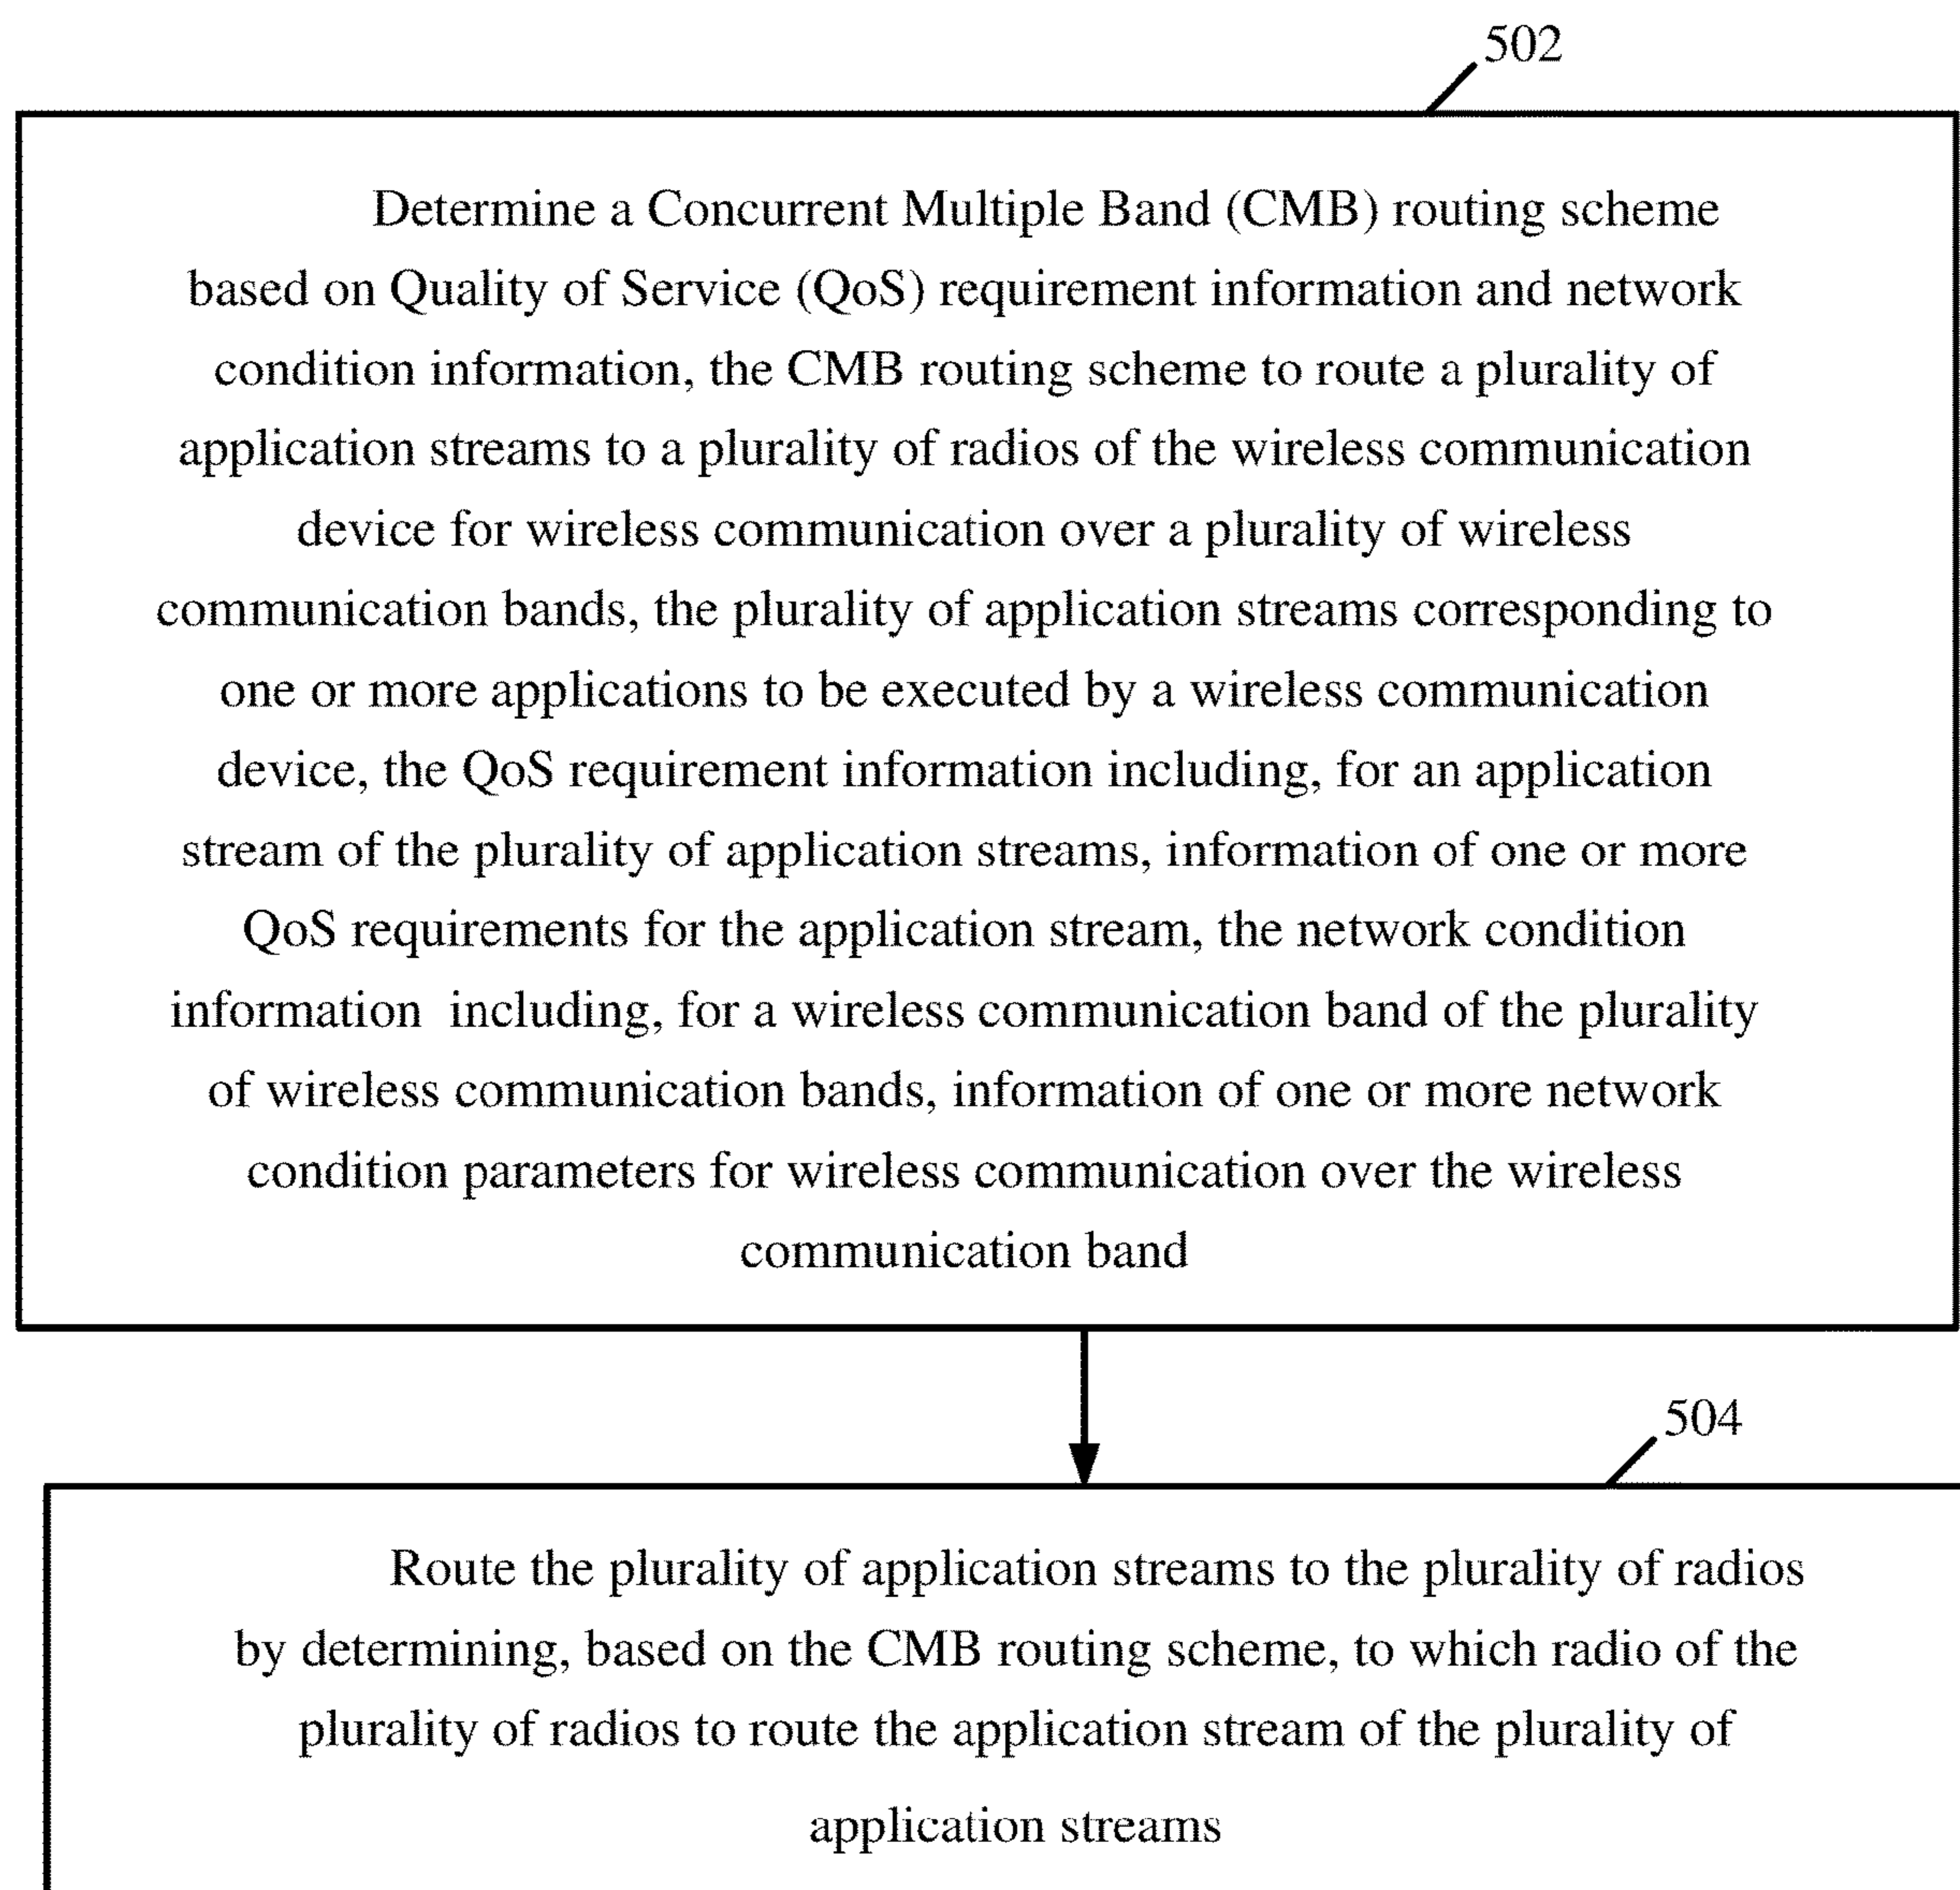 502
Determine a Concurrent Multiple Band (CMB) routing scheme
based on Quality of Service (QoS) requirement information and network
condition information, the CMB routing scheme to route a plurality of
application streams to a plurality of radios of the wireless communication
device for wireless communication over a plurality of wireless
communication bands, the plurality of application streams corresponding to
one or more applications to be executed by a wireless communication
device, the QoS requirement information including, for an application
stream of the plurality of application streams, information of one or more
QoS requirements for the application stream, the network condition
information  including, for a wireless communication band of the plurality
of wireless communication bands, information of one or more network
condition parameters for wireless communication over the wireless
communication band
504
Route the plurality of application streams to the plurality of radios
by determining, based on the CMB routing scheme, to which radio of the
plurality of radios to route the application stream of the plurality of
application streams